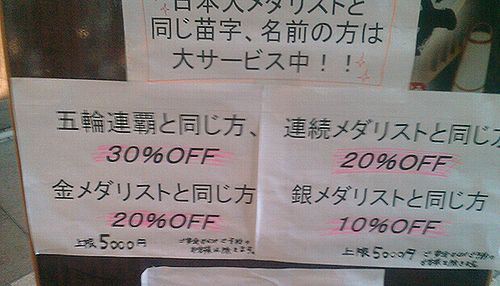 日本人メダリストと
同じ苗字、名前の方は
大サービス中！！
五輪連覇と同じ方、
30%OFF
金メダリストと同じ方
20%OFF
上限5000円
連続メダリストと同じ方
20%OFF
銀メダリストと同じ方
10%OFF
上限5000円